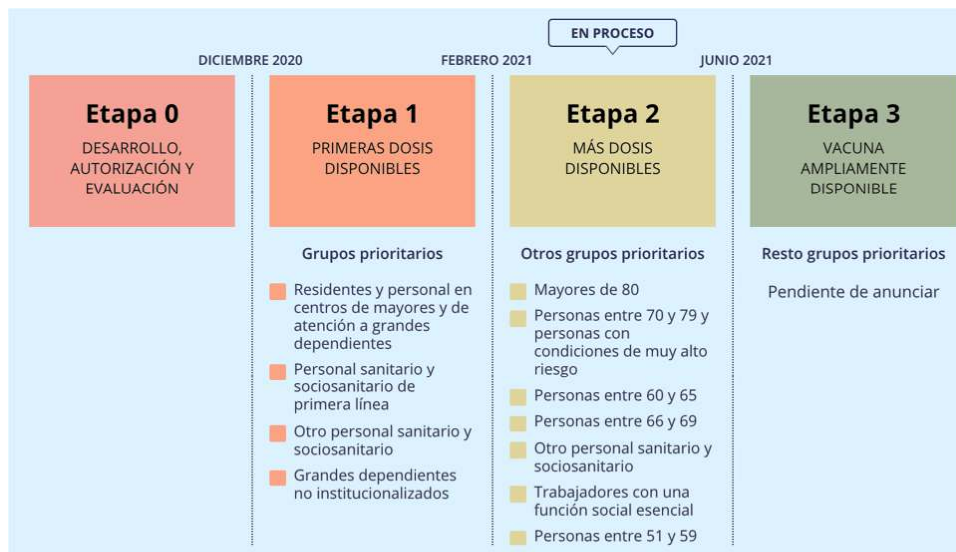 EN PROCESO
DICIEMBRE 2020
FEBRERO 2021
JUNIO 2021
Etapa 0
DESARROLLO,
AUTORIZACIÓN Y
EVALUACIÓN
Etapa 1
PRIMERAS DOSIS
DISPONIBLES
Etapa 2
MÁS DOSIS
DISPONIBLES
Etapa 3
VACUNA
AMPLIAMENTE
DISPONIBLE
Grupos prioritarios
Residentes y personal en
centros de mayores y de
atención a grandes
dependientes
Personal sanitario y
sociosanitario de
primera línea
Otro personal sanitario y
sociosanitario
Grandes dependientes
no institucionalizados
Otros grupos prioritarios
Mayores de 80
Personas entre 70 y 79 y
personas con
condiciones de muy alto
riesgo
Personas entre 60 y 65
Personas entre 66 y 69
Otro personal sanitario y
sociosanitario
Trabajadores con una
función social esencial
Personas entre 51 y 59
Resto grupos prioritarios
Pendiente de anunciar